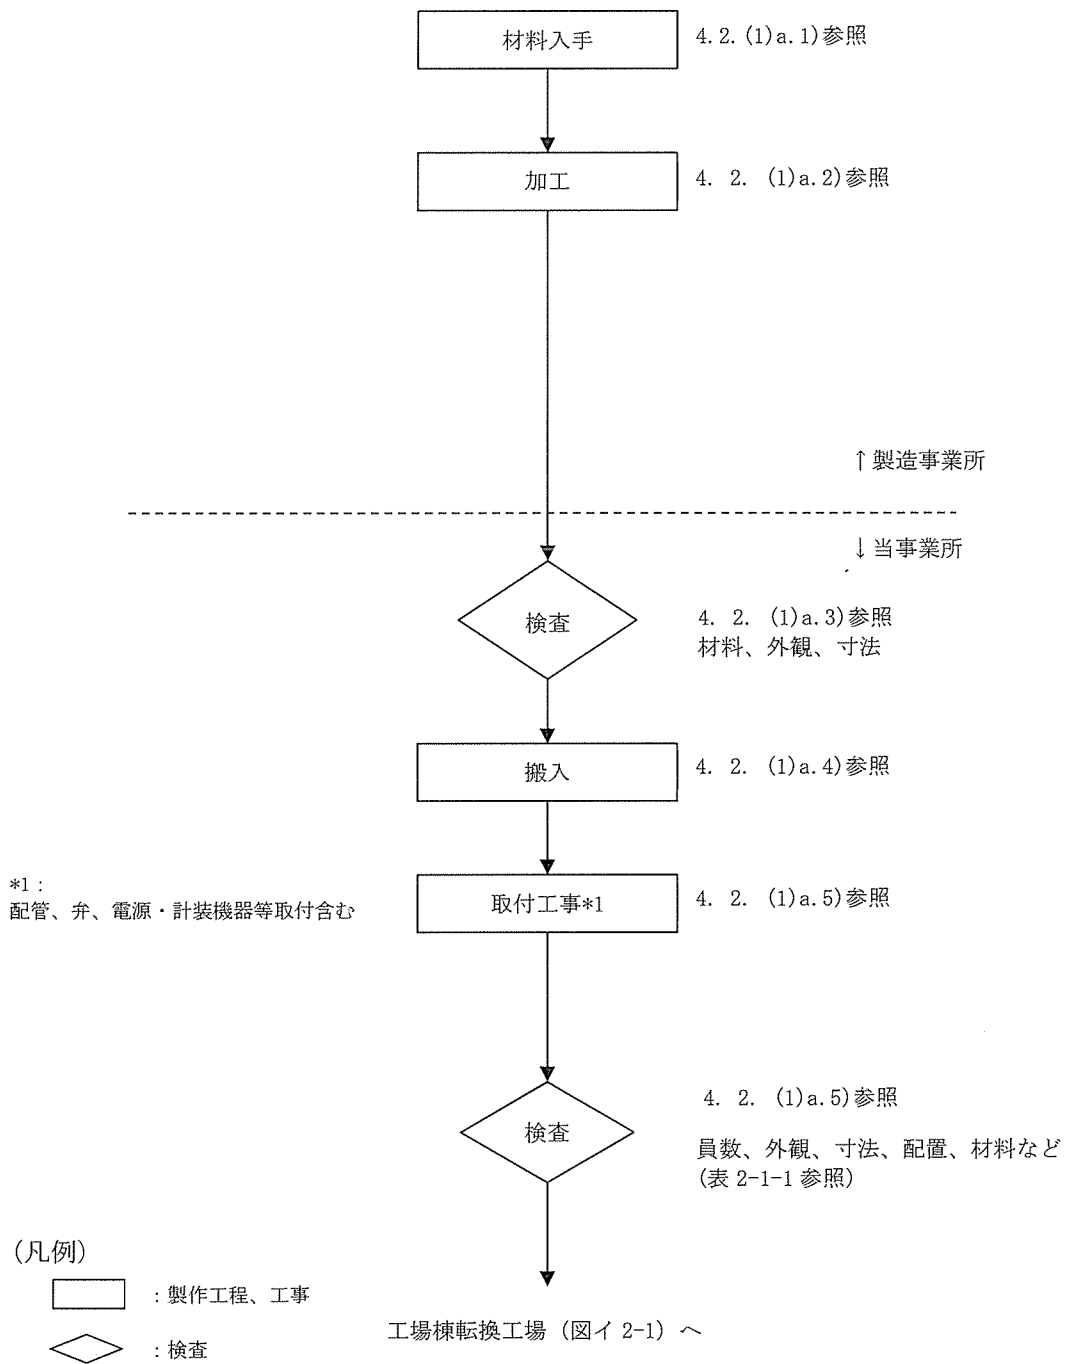 材料入手
4.2.(1)a.1)参照
加工
4. 2. (1)a.2)参照
↑製造事業所
↓当事業所
検査
4. 2. (1)a.3)参照
材料、外観、寸法
搬入
4. 2. (1)a.4)参照
*1:
配管、弁、電源・計装機器等取付含む
取付工事*1
4. 2. (1)a.5)参照
検査
4. 2. (1)a.5)参照
員数、外観、寸法、配置、材料など
(表 2-1-1 参照)
(凡例)
:製作工程、工事
:検査
工場棟転換工場(図イ 2-1)へ